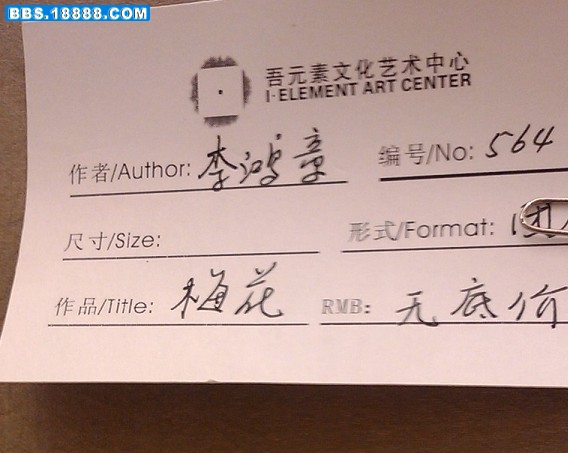 BBS.18888.COM
吾元素文化艺术中心
I·ELEMENT ART CENTER
作者/Author: 李鸿章 编号/No: 564
尺寸/Size: 形式/Format:
作品/Title: 梅花 RMB: 无底价